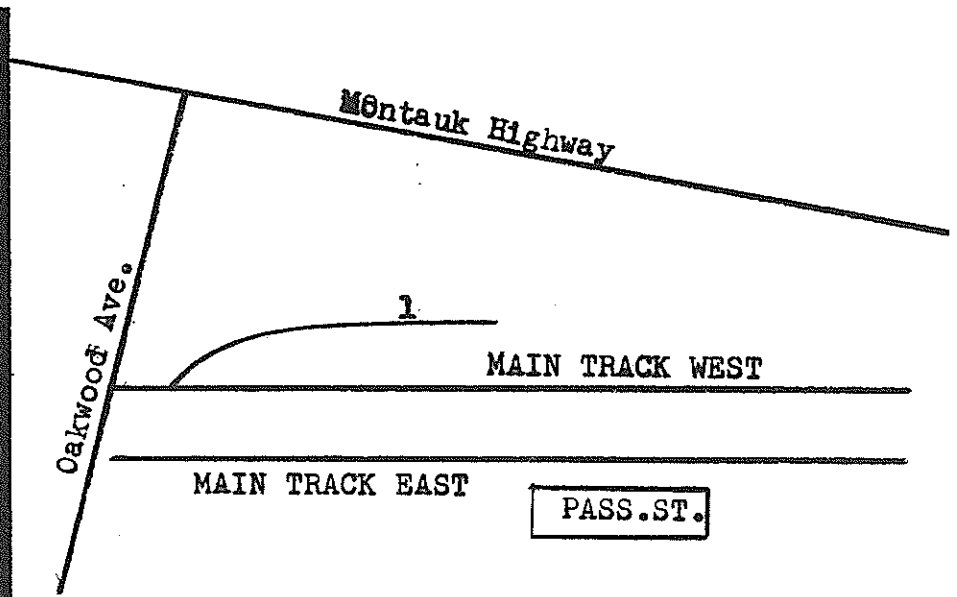 Montauk Highway
Oakwood Ave.
1
MAIN TRACK WEST
MAIN TRACK EAST
PASS.ST.